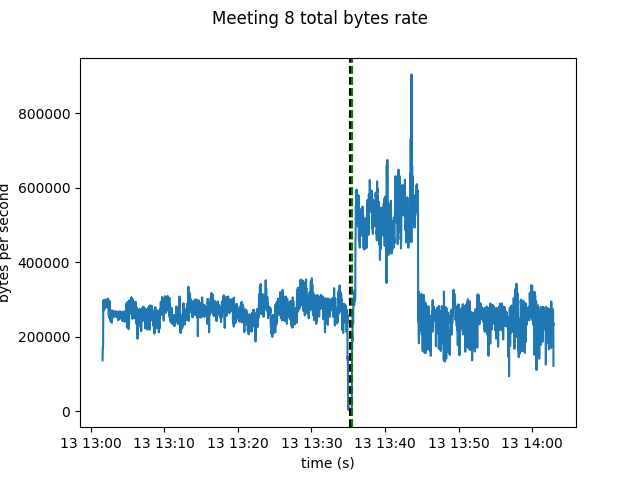 Meeting 8 total bytes rate
800000
600000
400000
200000
0
bytes per second
13 13:00 13 13:10 13 13:20 13 13:30 13 13:40 13 13:50 13 14:00
time (s)